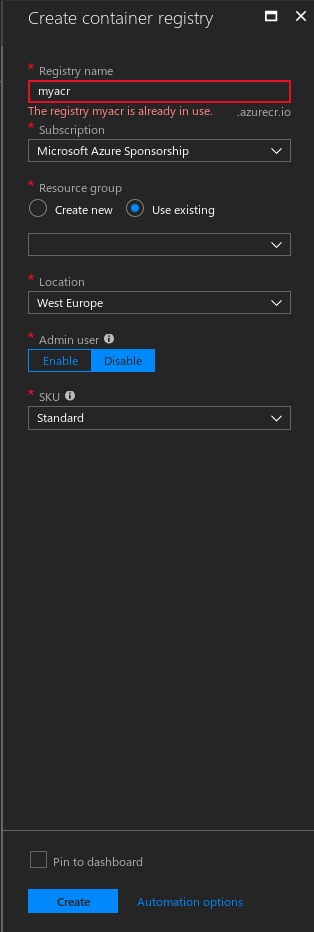 Create container registry
* Registry name
myacr
The registry myacr is already in use. .azurecr.io
* Subscription
Microsoft Azure Sponsorship
* Resource group
Create new Use existing
* Location
West Europe
* Admin user
Enable Disable
* SKU
Standard
Pin to dashboard
Create Automation options